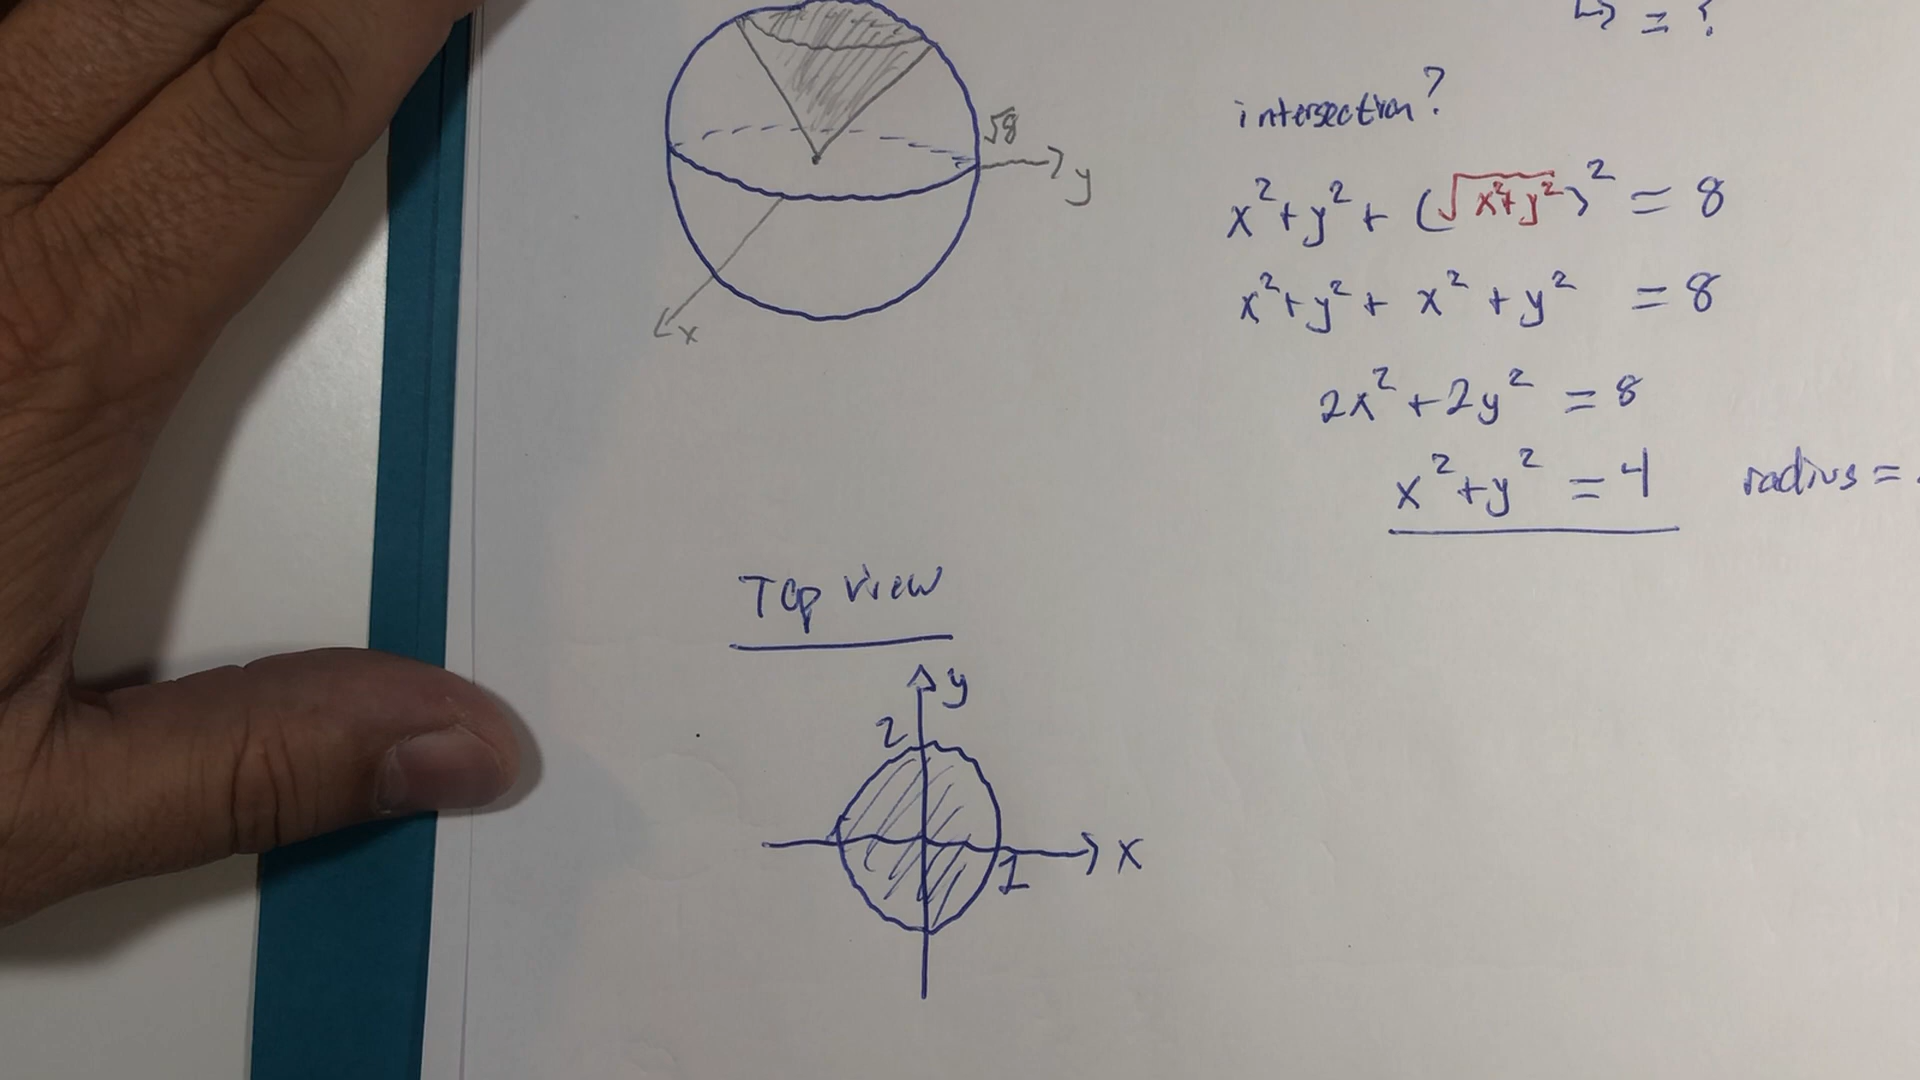 ↳ = ?
√8
y
x
intersection?
x²+y²+ (√x²+y²)² = 8
x²+y²+ x²+y² = 8
2x²+2y² = 8
x²+y² = 4 radius =
Top view
y
2
x
2